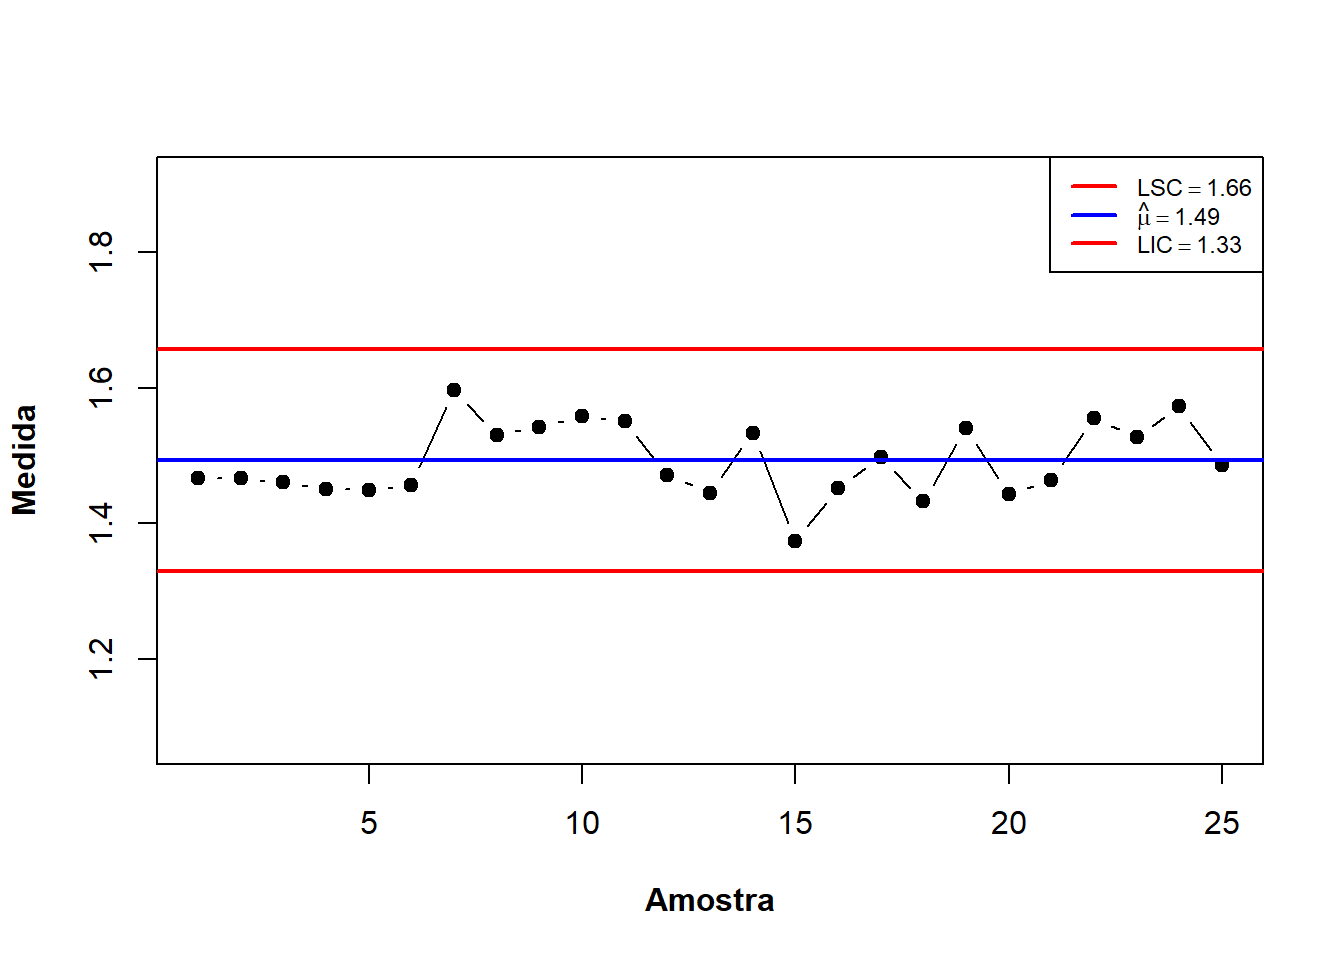 LSC = 1.66
μ̂ = 1.49
LIC = 1.33
1.8
1.6
1.4
1.2
Medida
5 10 15 20 25
Amostra